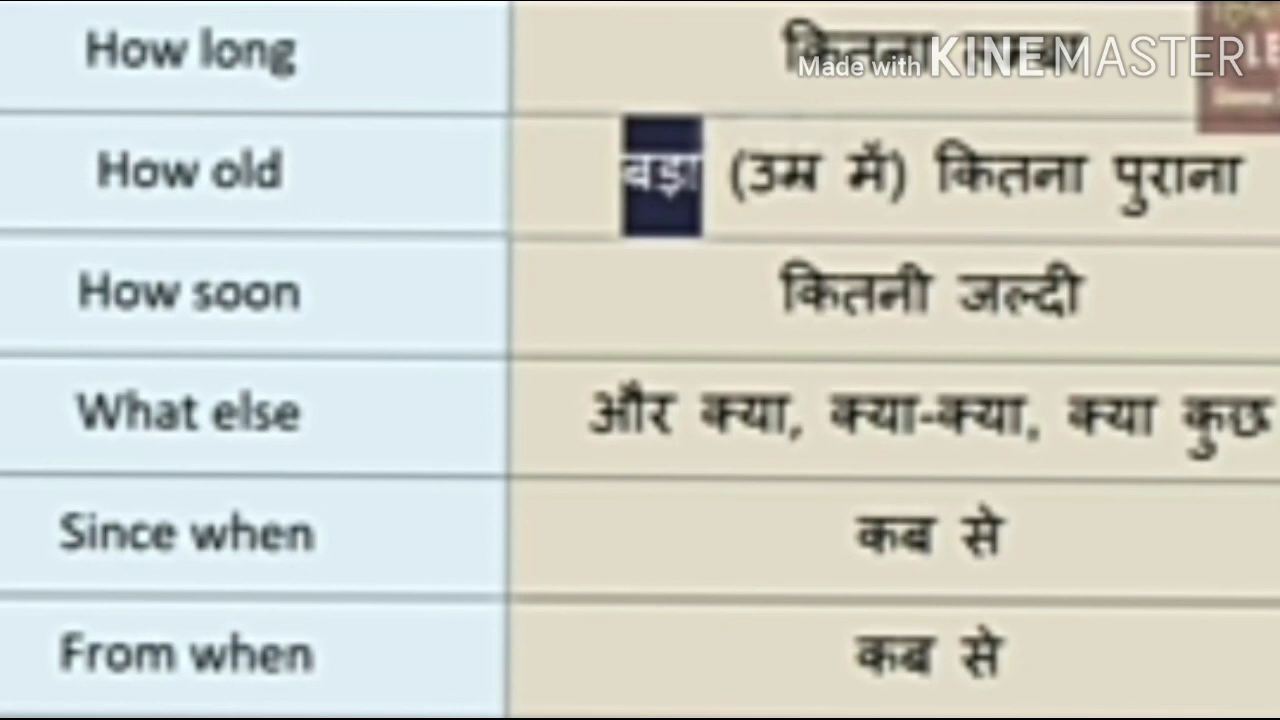 How long कितना
Made with KINEMASTER
How old बड़ा (उम्र में) कितना पुराना
How soon कितनी जल्दी
What else और क्या, क्या-क्या, क्या कुछ
Since when कब से
From when कब से